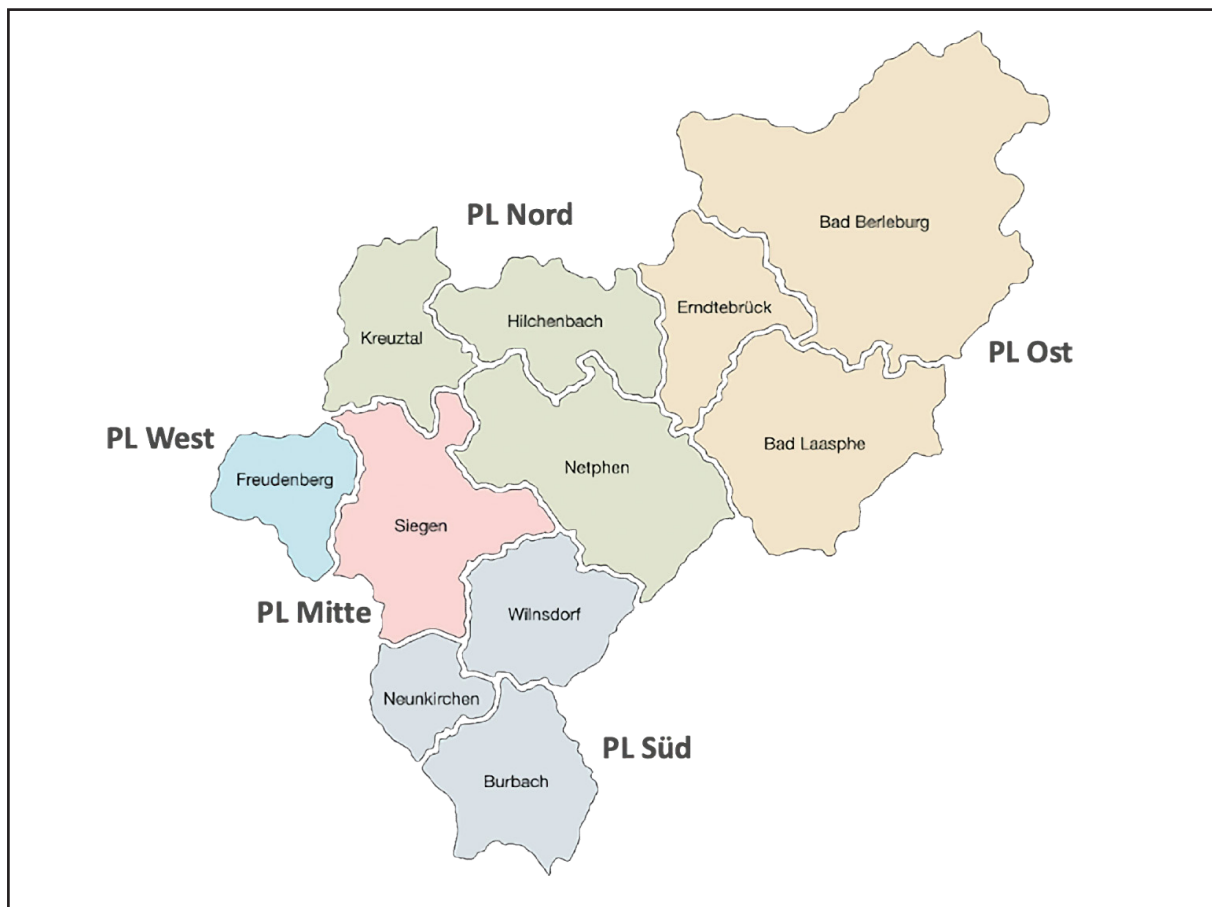 PL Nord
Bad Berleburg
Erndtebrück
Hilchenbach
Kreuztal
PL Ost
PL West
Bad Laasphe
Netphen
Freudenberg
Siegen
PL Mitte
Wilnsdorf
Neunkirchen
PL Süd
Burbach